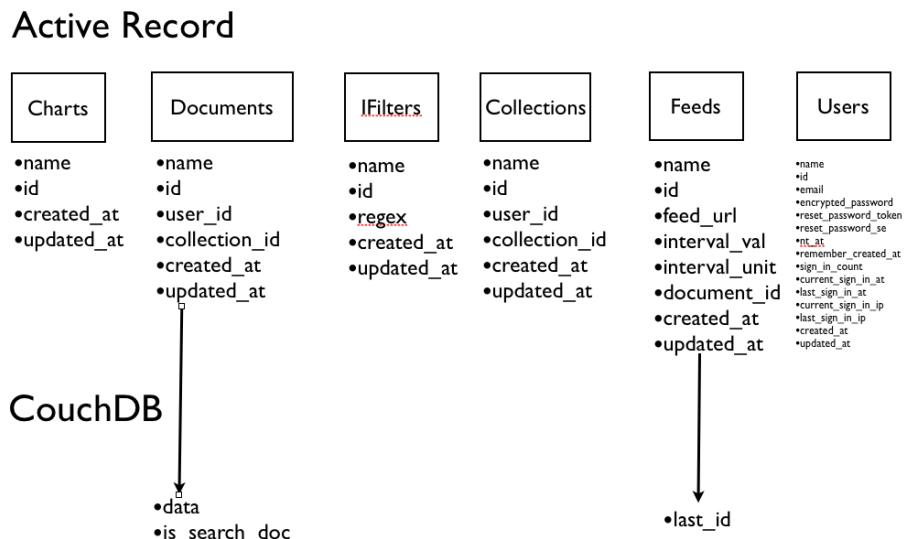 Active Record
Charts
•name
•id
•created_at
•updated_at
Documents
•name
•id
•user_id
•collection_id
•created_at
•updated_at
IFilters
•name
•id
•regex
•created_at
•updated_at
Collections
•name
•id
•user_id
•collection_id
•created_at
•updated_at
Feeds
•name
•id
•feed_url
•interval_val
•interval_unit
•document_id
•created_at
•updated_at
Users
•name
•id
•email
•encrypted_password
•reset_password_token
•reset_password_se
•nt_at
•remember_created_at
•sign_in_count
•current_sign_in_at
•last_sign_in_at
•current_sign_in_ip
•last_sign_in_ip
•created_at
•updated_at
CouchDB
•data
•is_search_doc
•last_id